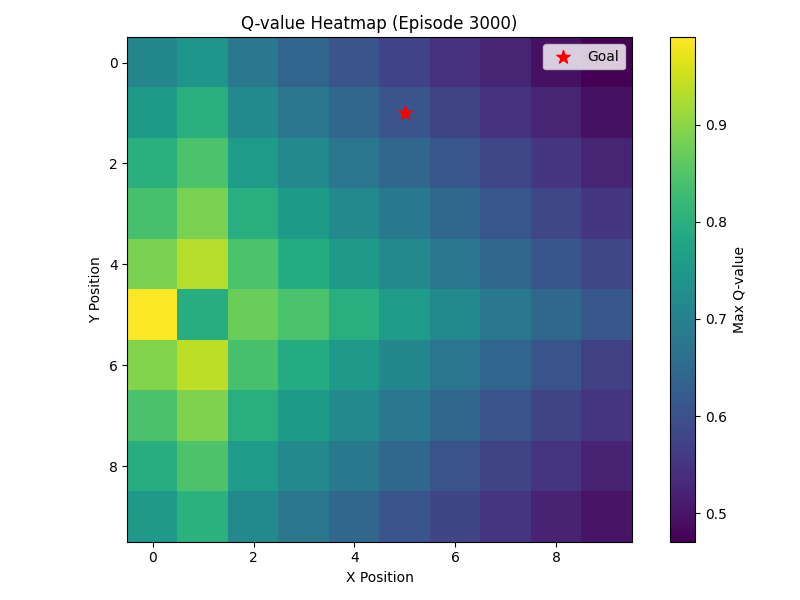 Q-value Heatmap (Episode 3000)
Goal
0
2
4
6
8
Y Position
0 2 4 6 8
X Position
0.9
0.8
0.7
0.6
0.5
Max Q-value